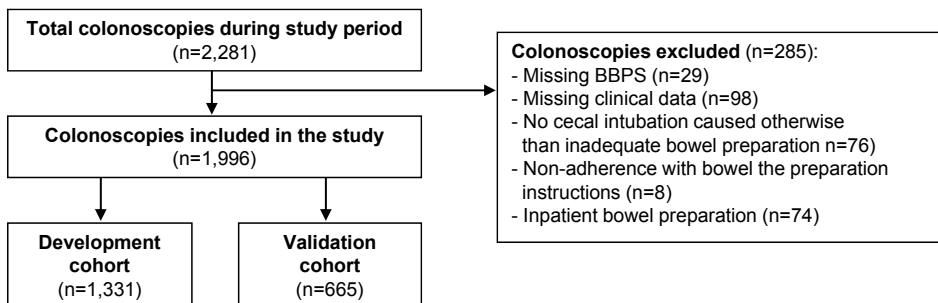 Total colonoscopies during study period
(n=2,281)
Colonoscopies excluded (n=285):
- Missing BBPS (n=29)
- Missing clinical data (n=98)
- No cecal intubation caused otherwise
than inadequate bowel preparation n=76)
- Non-adherence with bowel the preparation
instructions (n=8)
- Inpatient bowel preparation (n=74)
Colonoscopies included in the study
(n=1,996)
Development
cohort
(n=1,331)
Validation
cohort
(n=665)